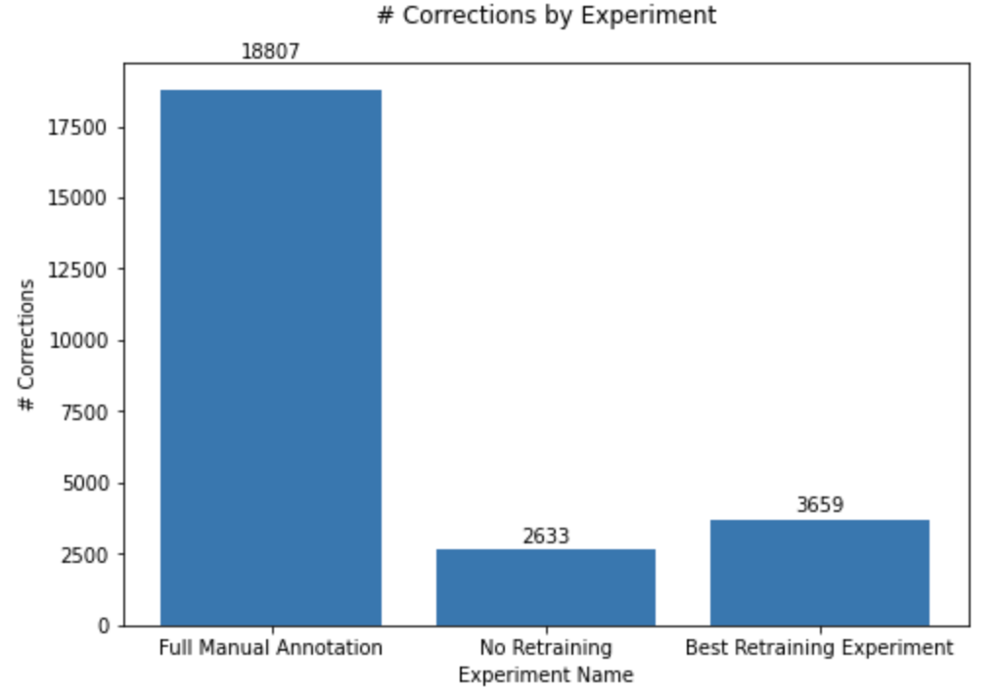 # Corrections by Experiment
18807
17500
15000
12500
10000
7500
5000
2500
0
# Corrections
2633
3659
Full Manual Annotation
No Retraining
Best Retraining Experiment
Experiment Name